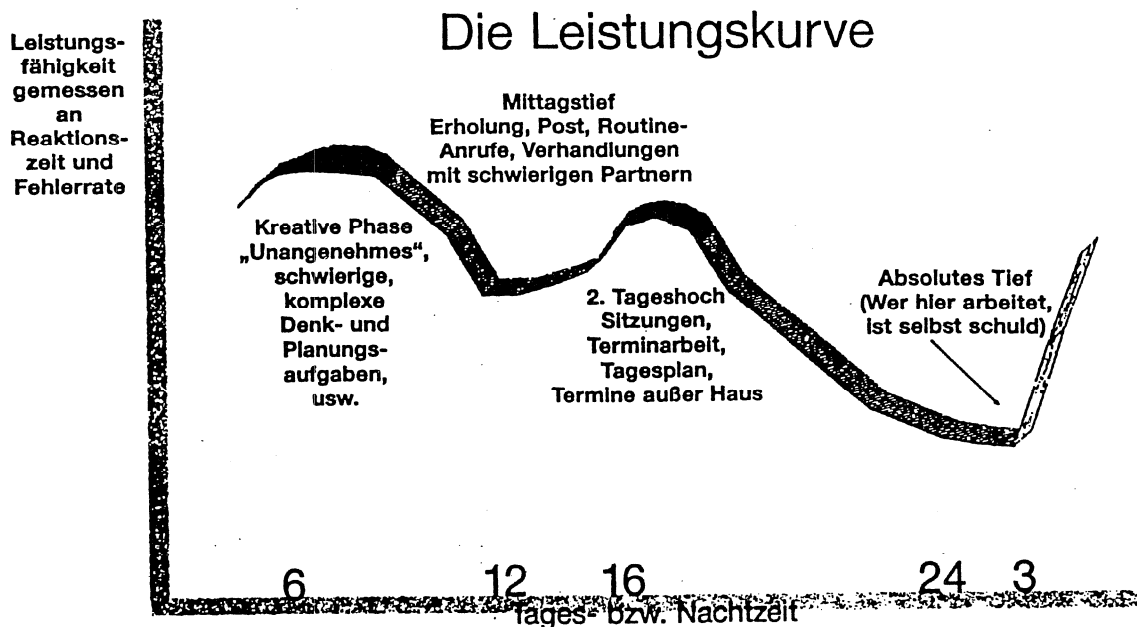 Die Leistungskurve
Leistungs-
fähigkeit
gemessen
an
Reaktions-
zeit und
Fehlerrate
Mittagstief
Erholung, Post, Routine-
Anrufe, Verhandlungen
mit schwierigen Partnern
Kreative Phase
„Unangenehmes“,
schwierige,
komplexe
Denk- und
Planungs-
aufgaben,
usw.
2. Tageshoch
Sitzungen,
Terminarbeit,
Tagesplan,
Termine außer Haus
Absolutes Tief
(Wer hier arbeitet,
ist selbst schuld)
6 12 16 24 3
Tages- bzw. Nachtzeit